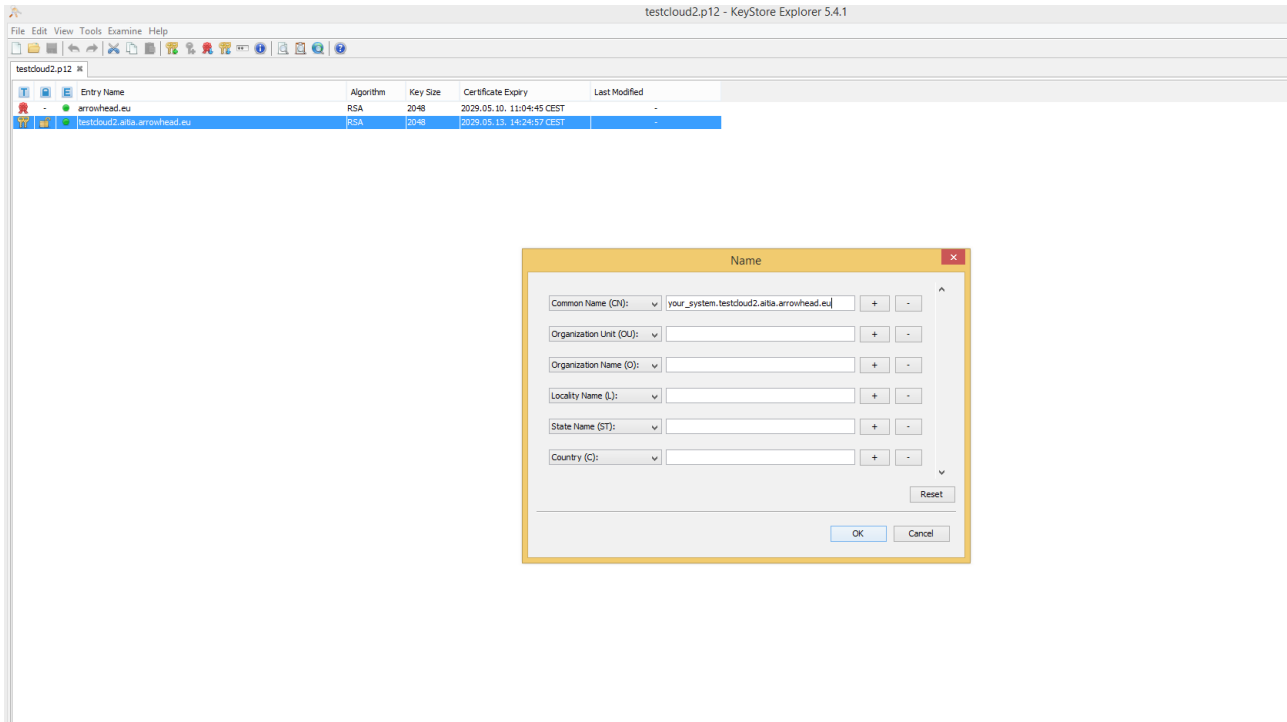 testcloud2.p12 - KeyStore Explorer 5.4.1
File Edit View Tools Examine Help
testcloud2.p12
T E Entry Name Algorithm Key Size Certificate Expiry Last Modified
- arrowhead.eu RSA 2048 2029.05.10. 11:04:45 CEST -
testcloud2.aitia.arrowhead.eu RSA 2048 2029.05.13. 14:24:57 CEST -
Name
Common Name (CN): your_system.testcloud2.aitia.arrowhead.eu + -
Organization Unit (OU): + -
Organization Name (O): + -
Locality Name (L): + -
State Name (ST): + -
Country (C): + -
Reset
OK Cancel